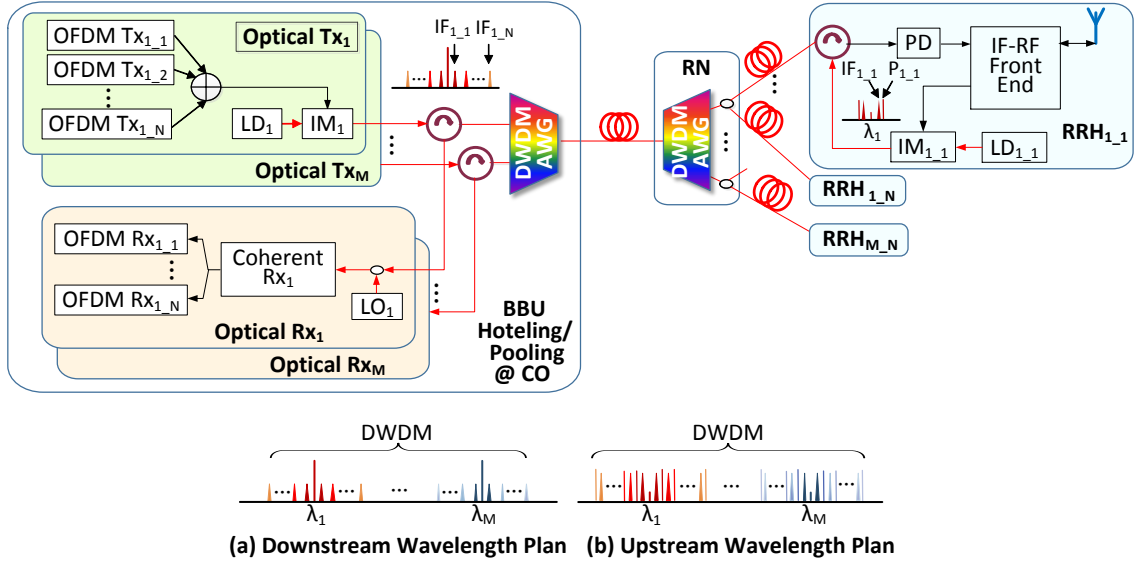 OFDM Tx1_1
OFDM Tx1_2
OFDM Tx1_N
Optical Tx1
LD1
IM1
Optical TxM
IF1_1
IF1_N
DWDM
AWG
OFDM Rx1_1
OFDM Rx1_N
Coherent
Rx1
LO1
Optical Rx1
Optical RxM
BBU
Hoteling/
Pooling
@ CO
RN
DWDM
AWG
PD
IF-RF
Front
End
IF1_1
P1_1
λ1
IM1_1
LD1_1
RRH1_1
RRH1_N
RRHM_N
DWDM
λ1
λM
(a) Downstream Wavelength Plan
DWDM
λ1
λM
(b) Upstream Wavelength Plan